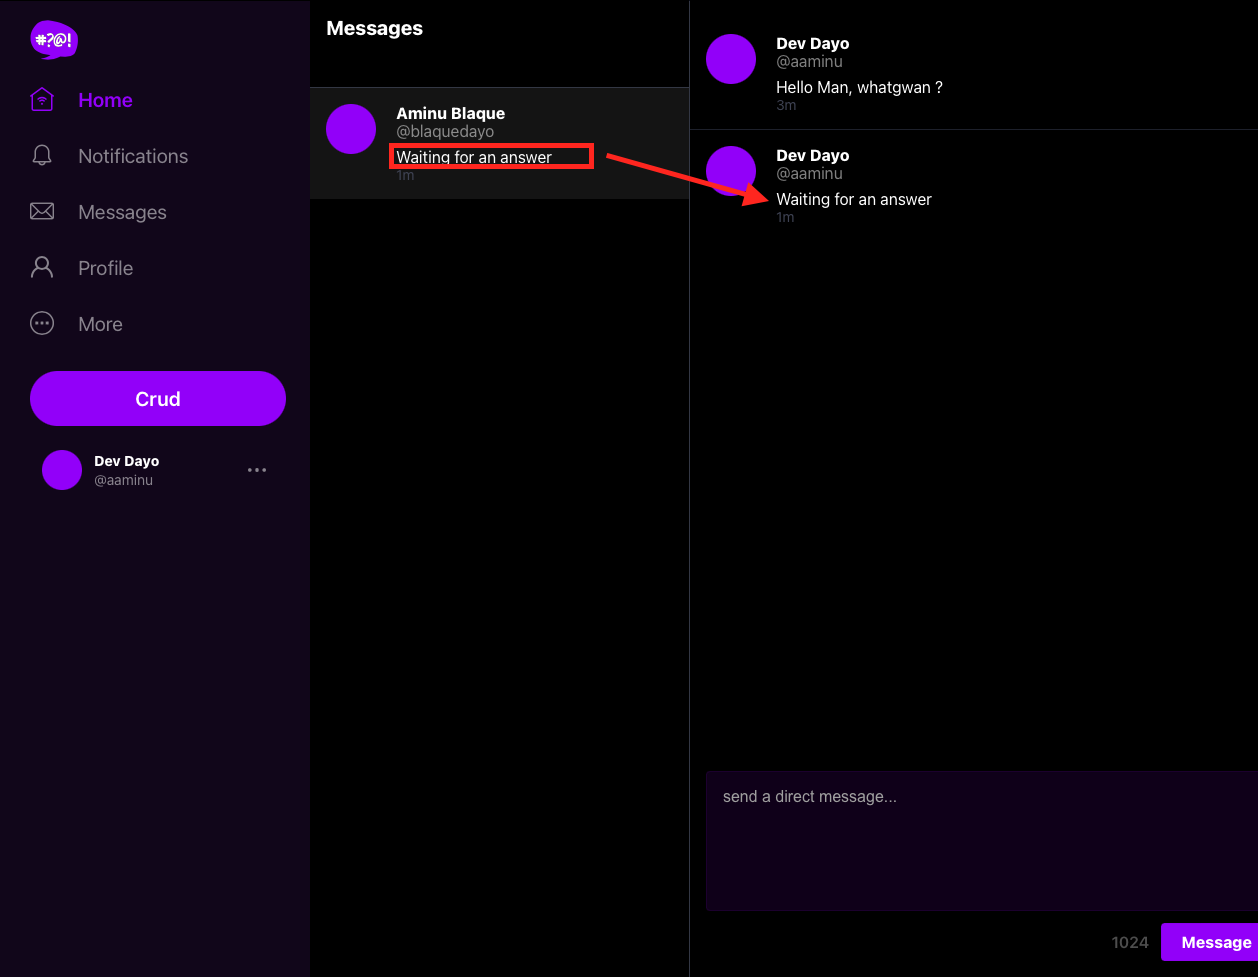 #?@!
Home
Notifications
Messages
Profile
More
Crud
Dev Dayo
@aaminu
Messages
Aminu Blaque
@blaquedayo
Waiting for an answer
1m
Dev Dayo
@aaminu
Hello Man, whatgwan ?
3m
Dev Dayo
@aaminu
Waiting for an answer
1m
send a direct message...
1024
Message